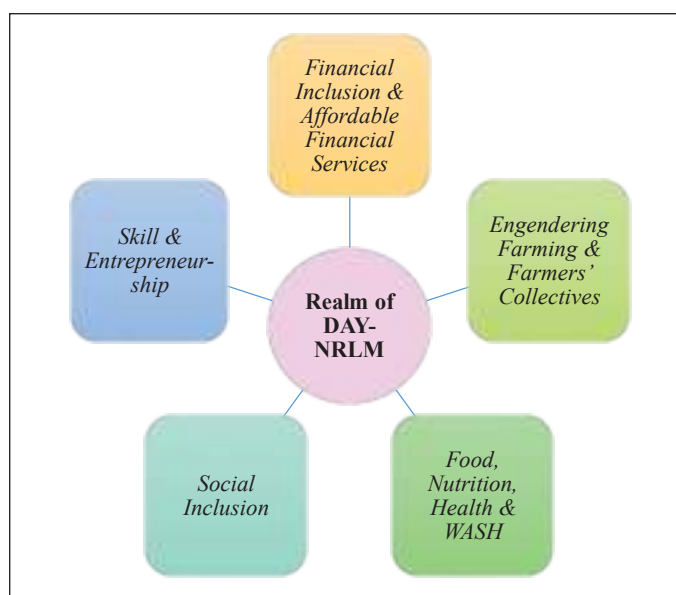 Financial
Inclusion &
Affordable
Financial
Services
Skill &
Entrepreneur-
ship
Engendering
Farming &
Farmers’
Collectives
Realm of
DAY-
NRLM
Social
Inclusion
Food,
Nutrition,
Health &
WASH